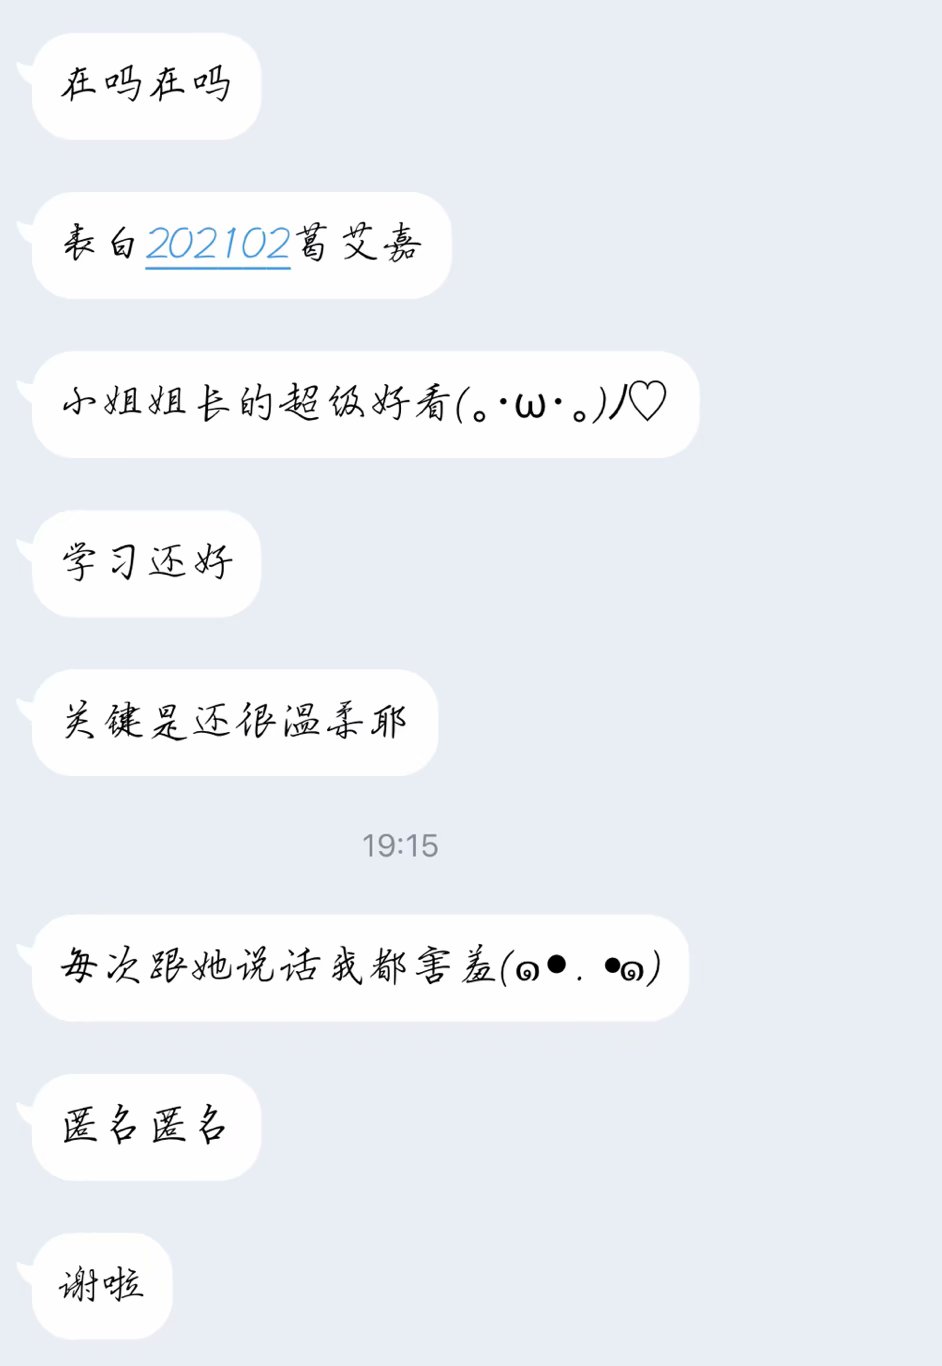 在吗在吗
表白202102葛艾嘉
小姐姐长的超级好看(｡･ω･｡)ﾉ♡
学习还好
关键是还很温柔耶
19:15
每次跟她说话我都害羞(๑•. •๑)
匿名匿名
谢啦